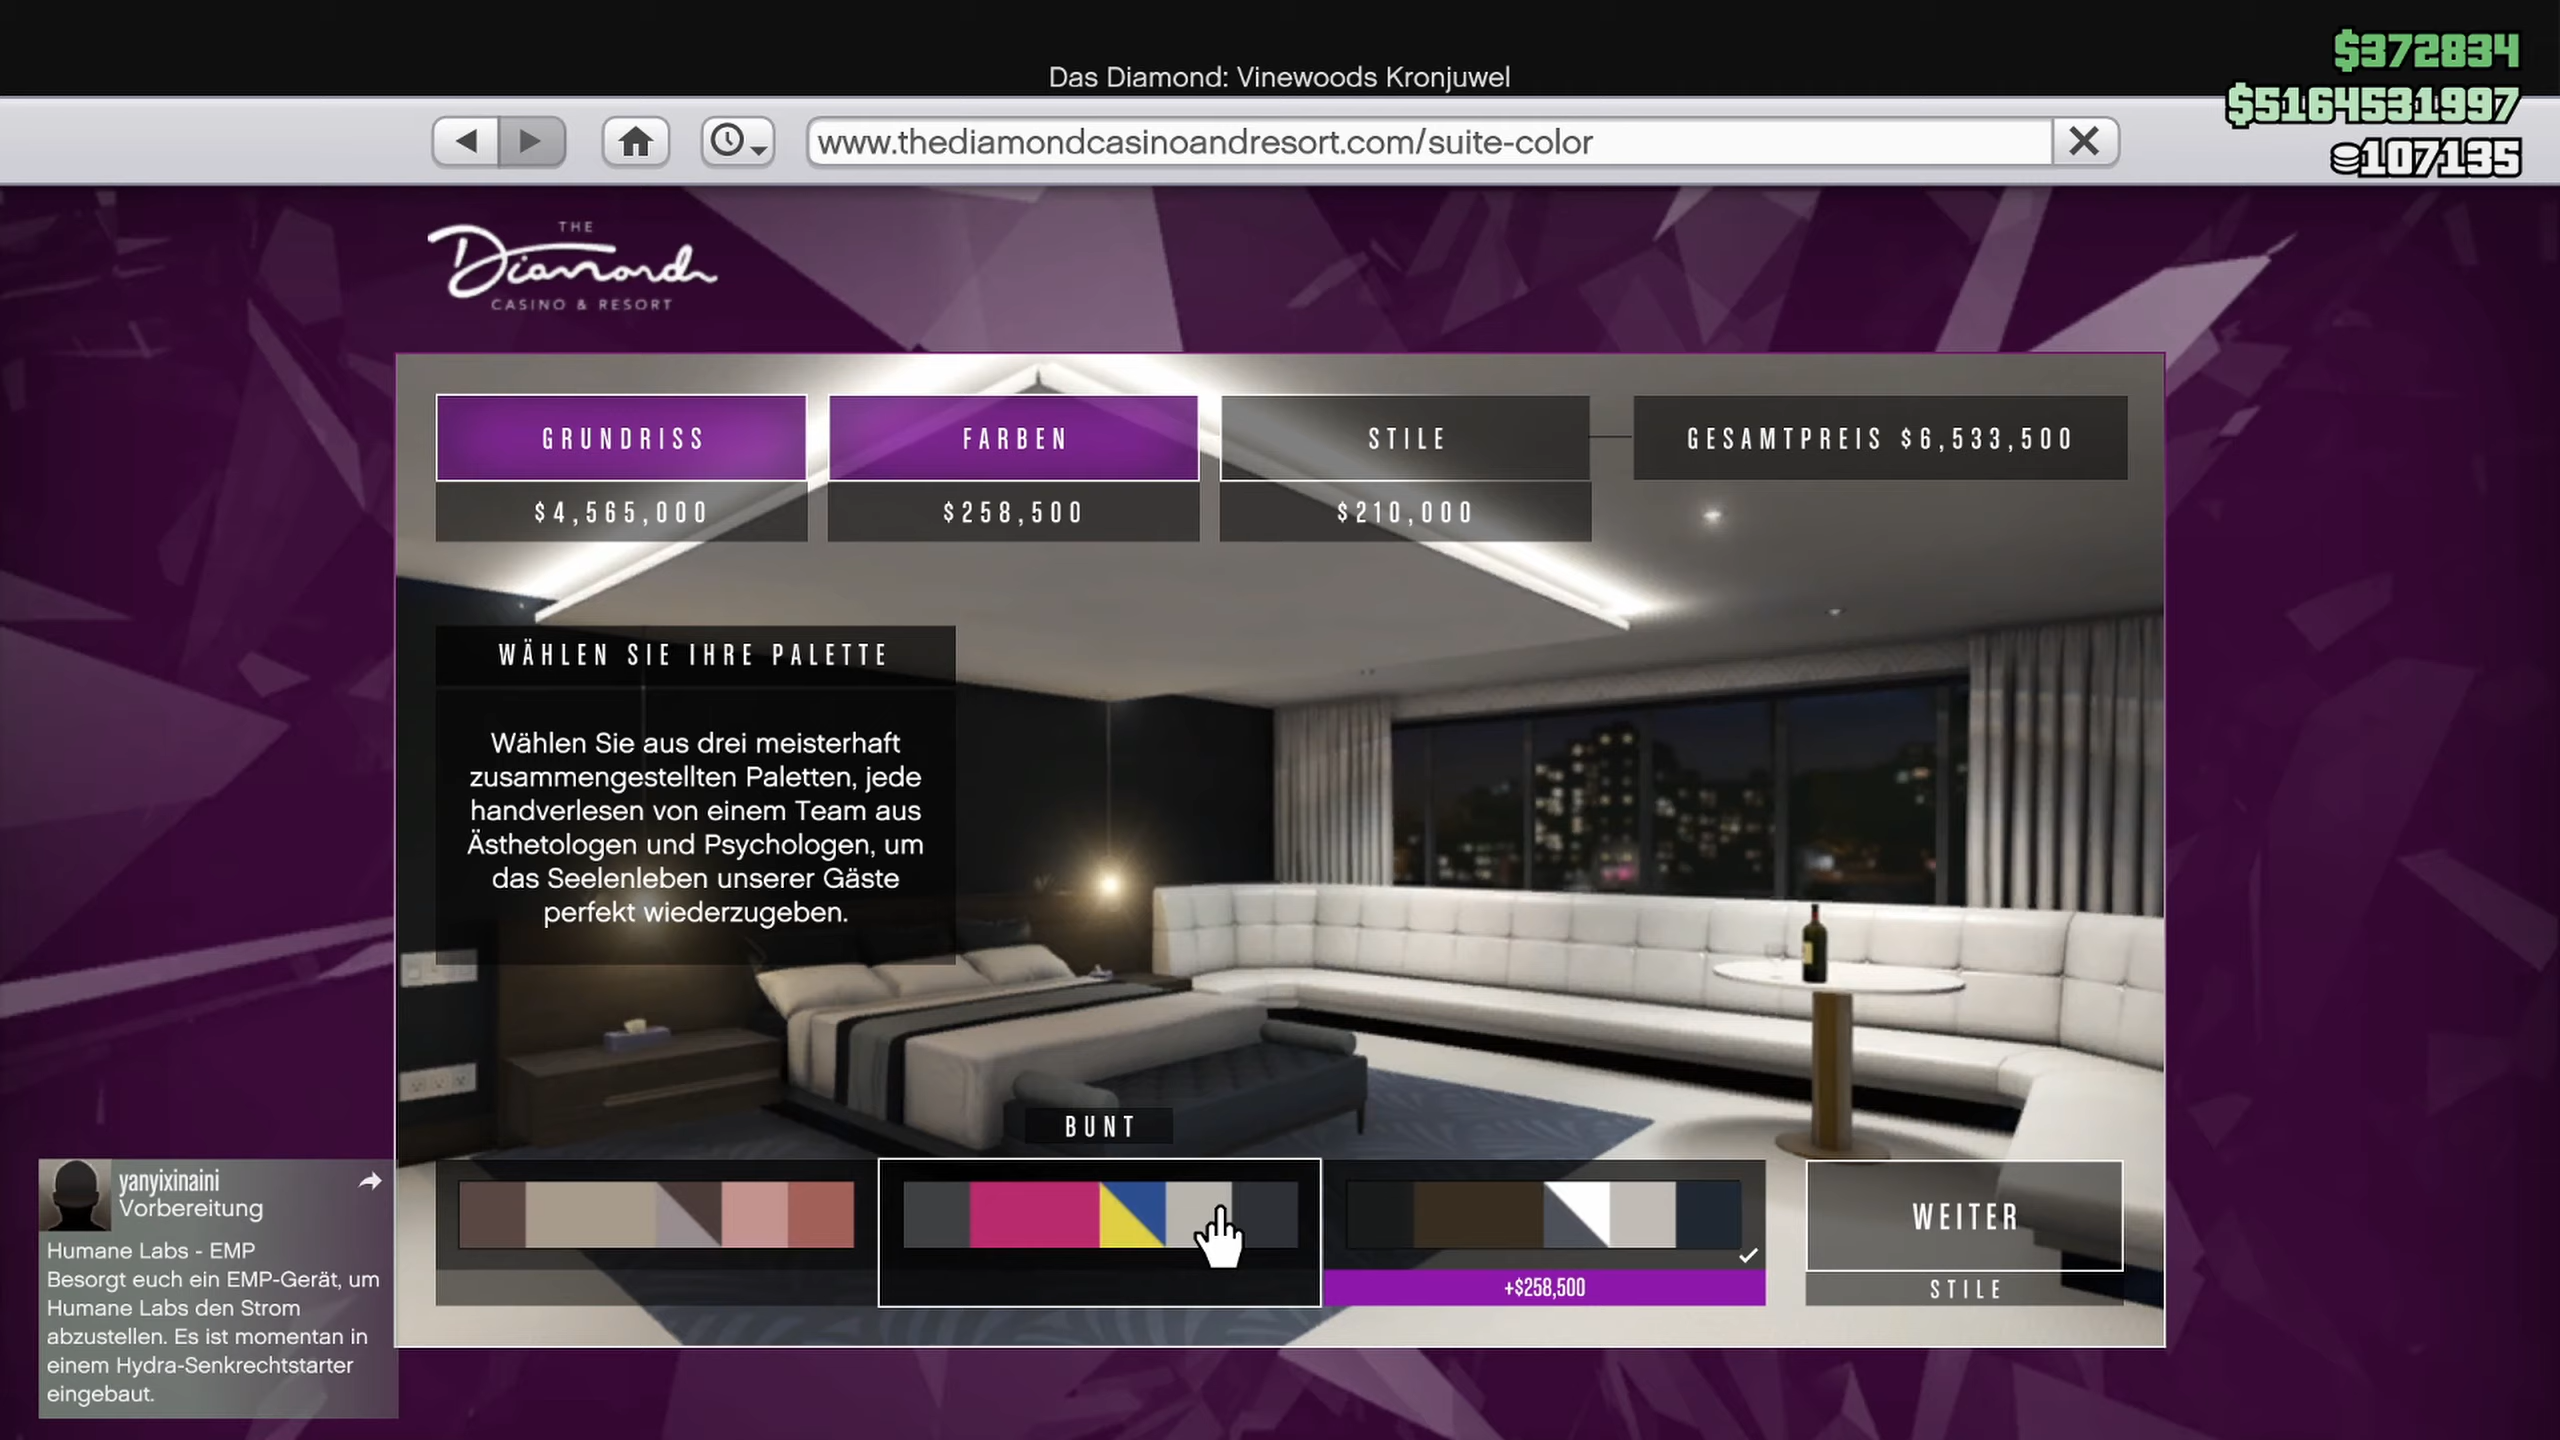 Das Diamond: Vinewoods Kronjuwel
$372834
$5164531997
107135
www.thediamondcasinoandresort.com/suite-color
THE
Diamond
CASINO & RESORT
GRUNDRISS
FARBEN
STILE
GESAMTPREIS $6,533,500
$4,565,000
$258,500
$210,000
WÄHLEN SIE IHRE PALETTE
Wählen Sie aus drei meisterhaft
zusammengestellten Paletten, jede
handverlesen von einem Team aus
Ästhetologen und Psychologen, um
das Seelenleben unserer Gäste
perfekt wiederzugeben.
BUNT
+$258,500
WEITER
STILE
yanyixinaini
Vorbereitung
Humane Labs - EMP
Besorgt euch ein EMP-Gerät, um
Humane Labs den Strom
abzustellen. Es ist momentan in
einem Hydra-Senkrechtstarter
eingebaut.